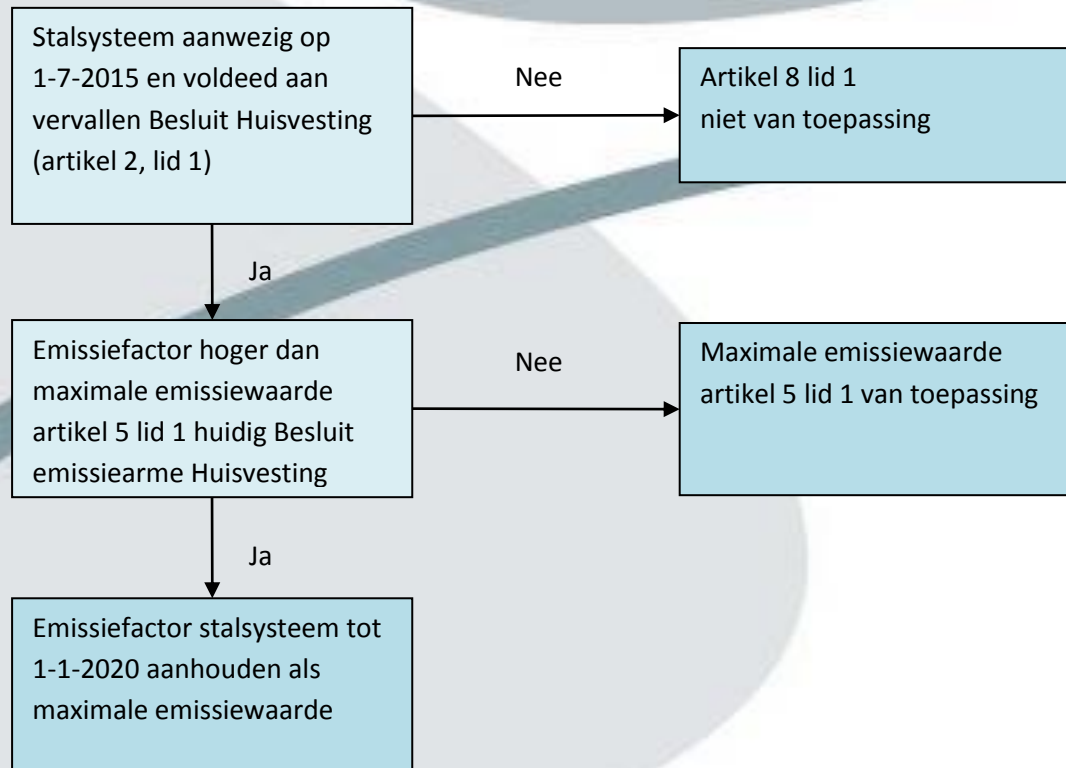 Stalsysteem aanwezig op
1-7-2015 en voldeed aan
vervallen Besluit Huisvesting
(artikel 2, lid 1)
Nee
Artikel 8 lid 1
niet van toepassing
Ja
Emissiefactor hoger dan
maximale emissiewaarde
artikel 5 lid 1 huidig Besluit
emissiearme Huisvesting
Nee
Maximale emissiewaarde
artikel 5 lid 1 van toepassing
Ja
Emissiefactor stalsysteem tot
1-1-2020 aanhouden als
maximale emissiewaarde